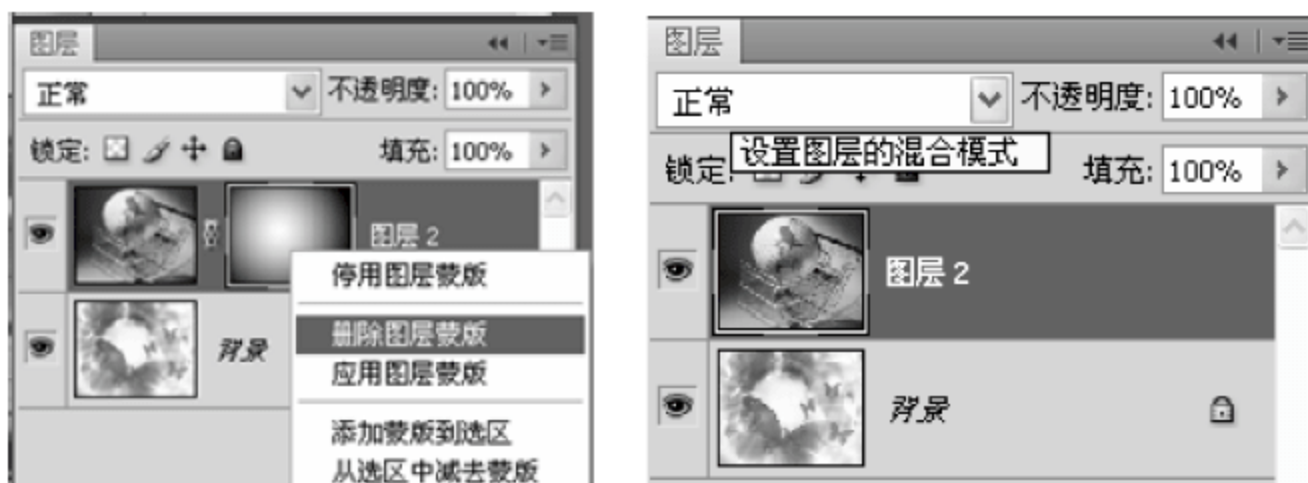 图层
正常 不透明度: 100%
锁定: 填充: 100%
图层 2
停用图层蒙版
删除图层蒙版
背景
应用图层蒙版
添加蒙版到选区
从选区中减去蒙版
图层
正常 不透明度: 100%
设置图层的混合模式
锁定: 填充: 100%
图层 2
背景